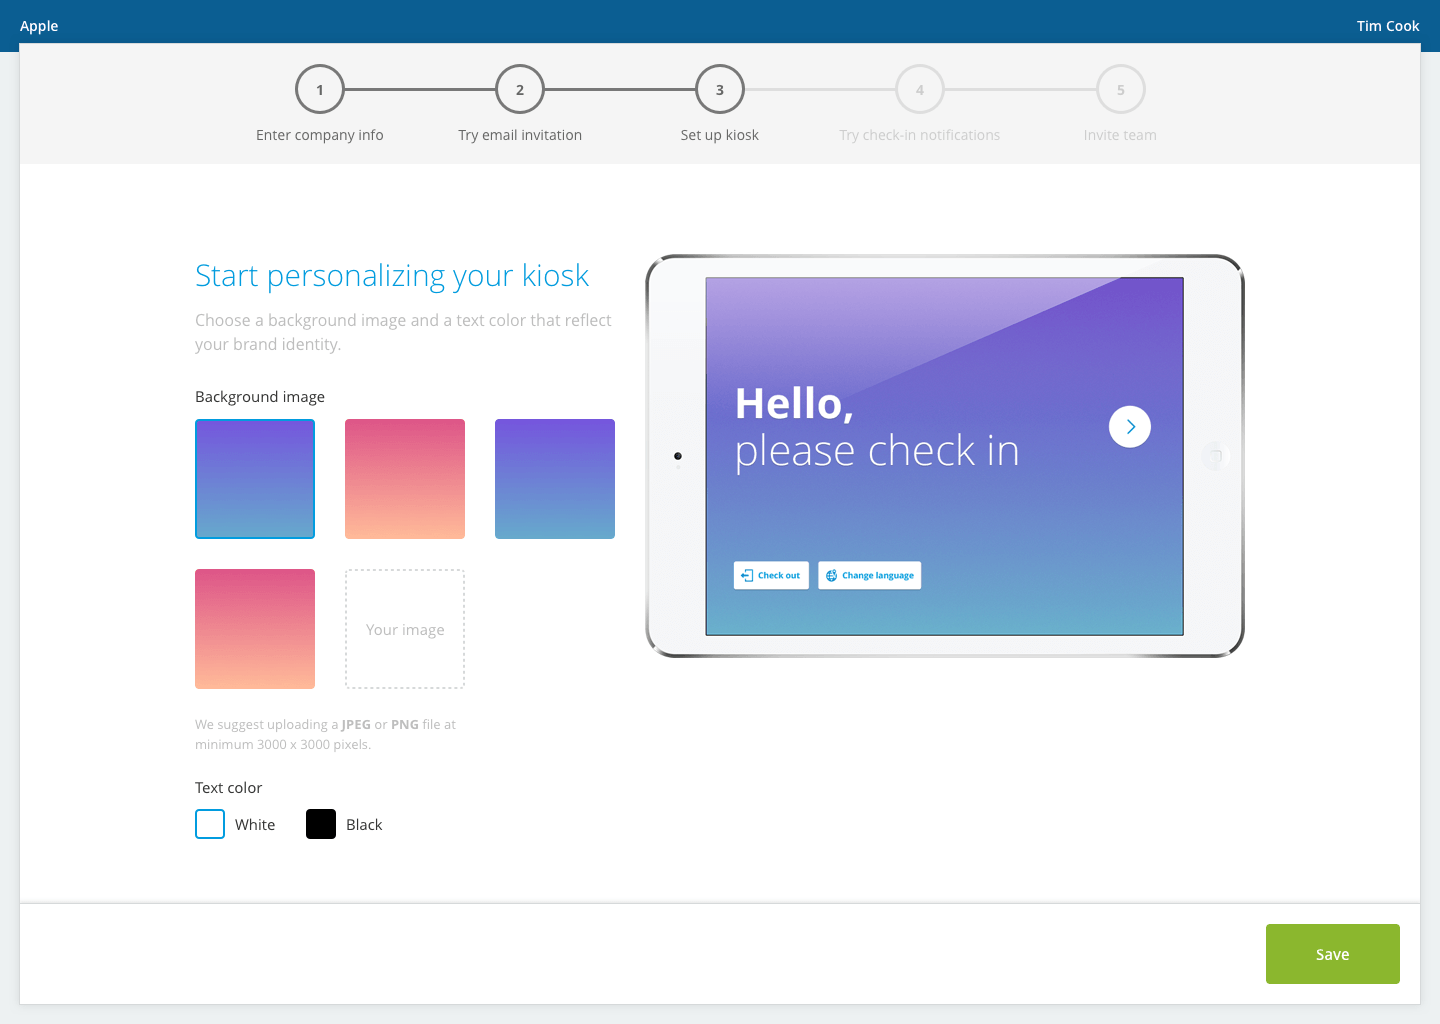 Apple
Tim Cook
1
2
3
4
5
Enter company info
Try email invitation
Set up kiosk
Try check-in notifications
Invite team
Start personalizing your kiosk
Choose a background image and a text color that reflect
your brand identity.
Background image
Your image
We suggest uploading a JPEG or PNG file at
minimum 3000 x 3000 pixels.
Text color
White
Black
Hello,
please check in
Check out
Change language
Save